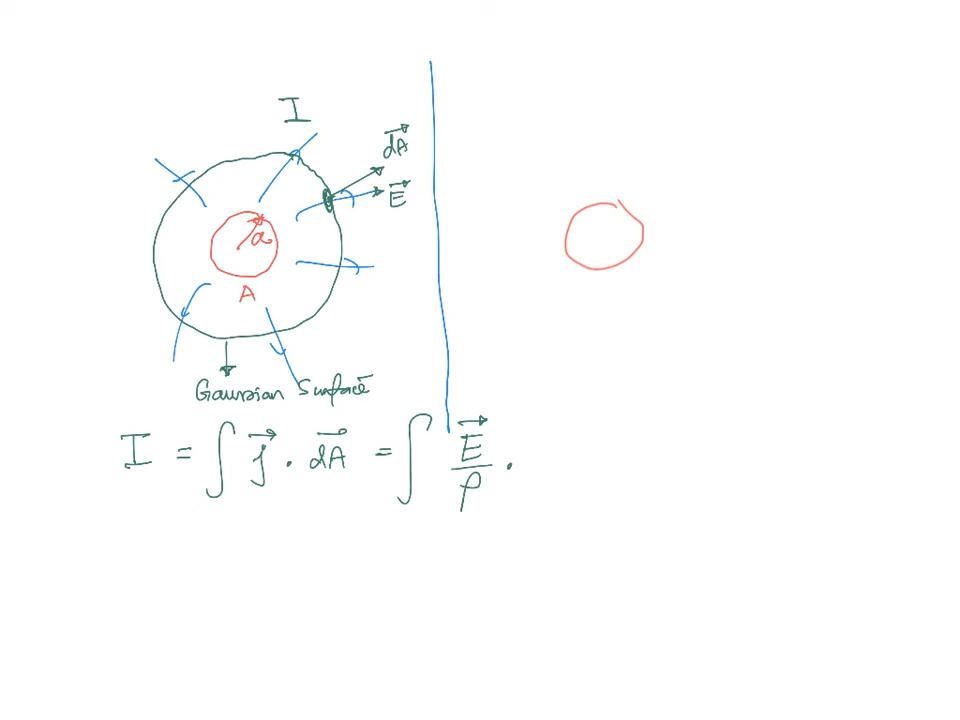 I
dA
E
a
A
Gaussian Surface
I = ∫ j⃗ · dA⃗ = ∫ E⃗/ρ ·